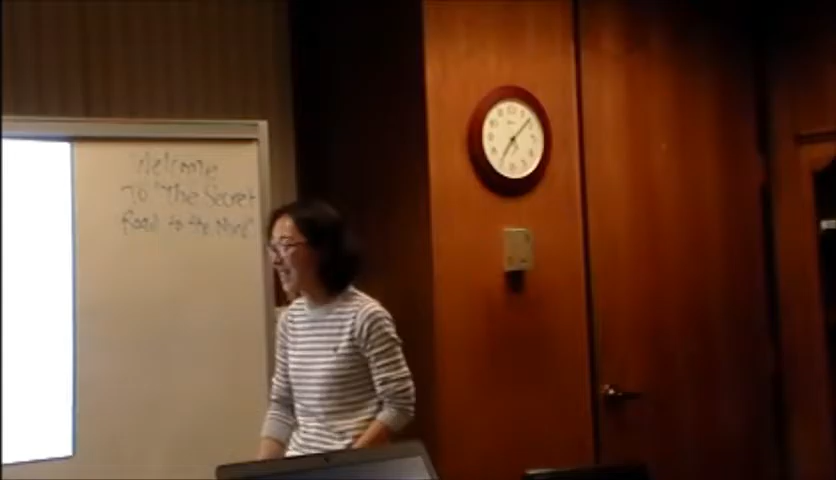 Welcome
To "The Secret
Road to the Mind"